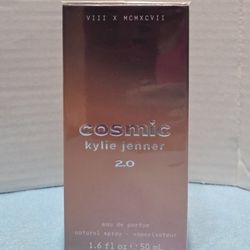 VIII X MCMXCVII
cosmic
kylie jenner
2.0
eau de parfum
natural spray - vaporisateur
1.6 fl oz e 50 mL